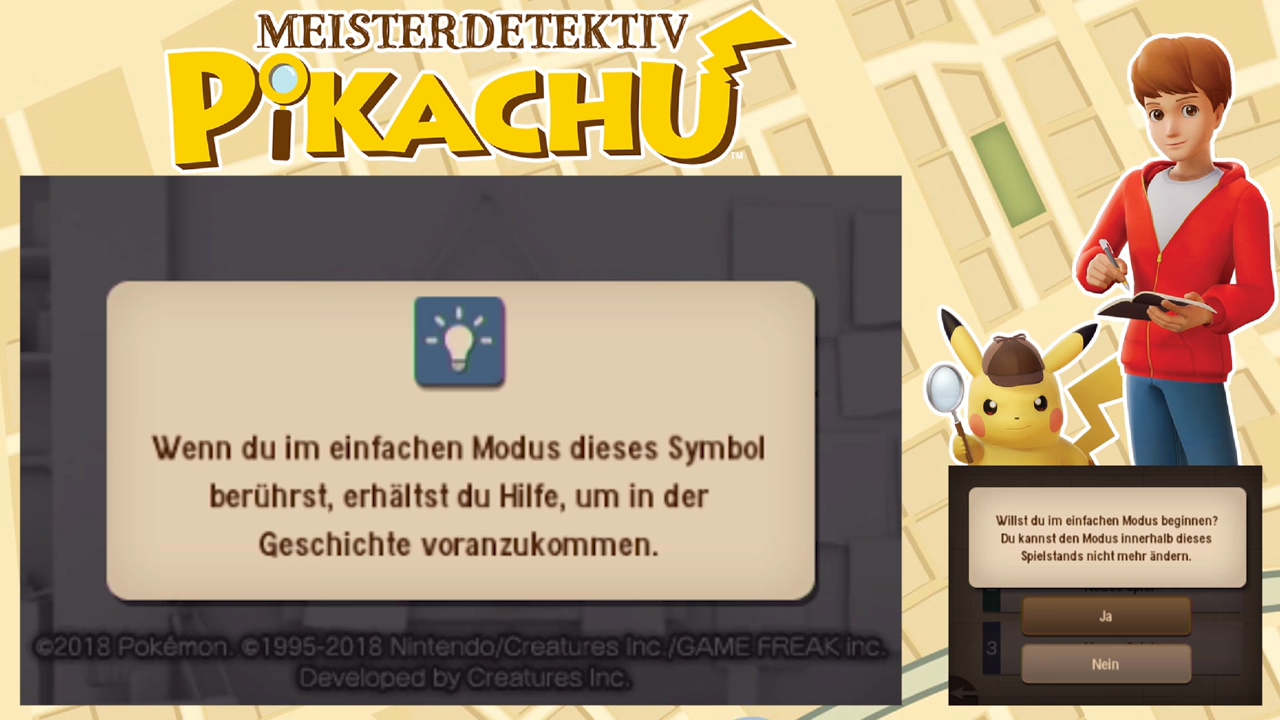 MEISTERDETEKTIV
PIKACHU
TM
Wenn du im einfachen Modus dieses Symbol
berührst, erhältst du Hilfe, um in der
Geschichte voranzukommen.
©2018 Pokémon. ©1995-2018 Nintendo/Creatures Inc./GAME FREAK inc.
Developed by Creatures Inc.
Willst du im einfachen Modus beginnen?
Du kannst den Modus innerhalb dieses
Spielstands nicht mehr ändern.
Ja
3
Nein